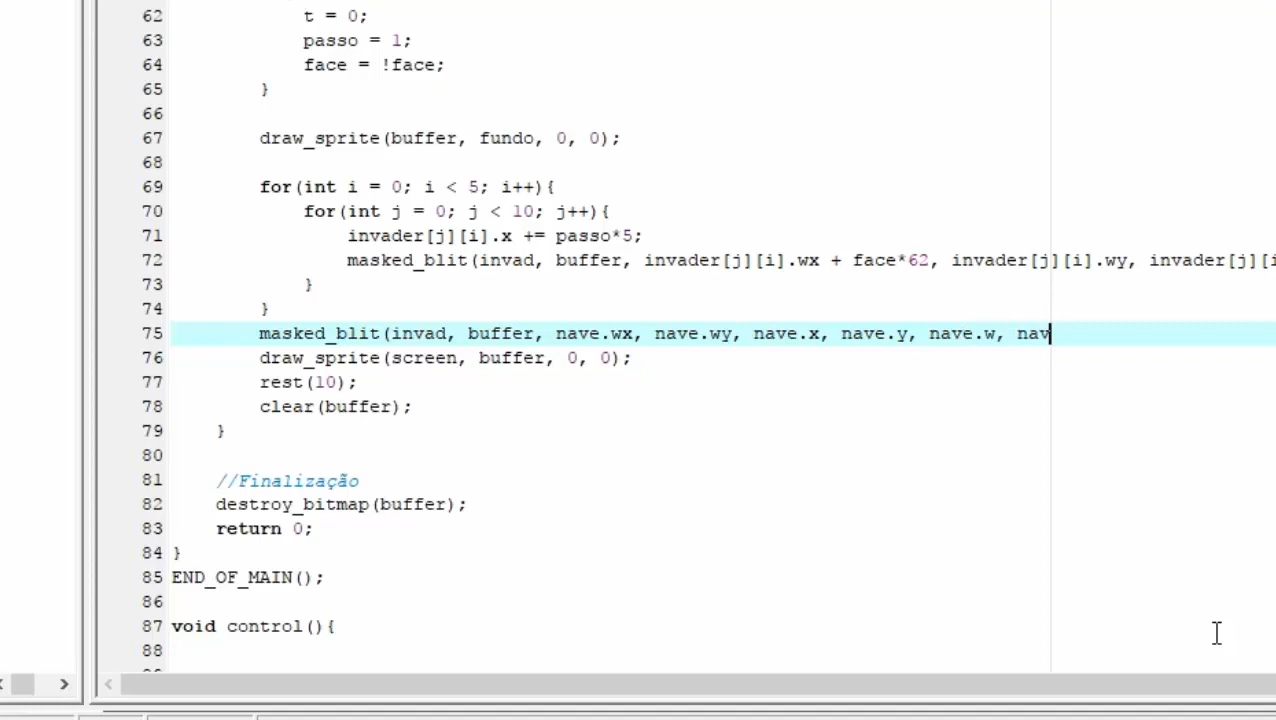 62 t = 0;
63 passo = 1;
64 face = !face;
65 }
66
67 draw_sprite(buffer, fundo, 0, 0);
68
69 for(int i = 0; i < 5; i++){
70 for(int j = 0; j < 10; j++){
71 invader[j][i].x += passo*5;
72 masked_blit(invad, buffer, invader[j][i].wx + face*62, invader[j][i].wy, invader[j][i
73 }
74 }
75 masked_blit(invad, buffer, nave.wx, nave.wy, nave.x, nave.y, nave.w, nav
76 draw_sprite(screen, buffer, 0, 0);
77 rest(10);
78 clear(buffer);
79 }
80
81 //Finalização
82 destroy_bitmap(buffer);
83 return 0;
84 }
85 END_OF_MAIN();
86
87 void control(){
88